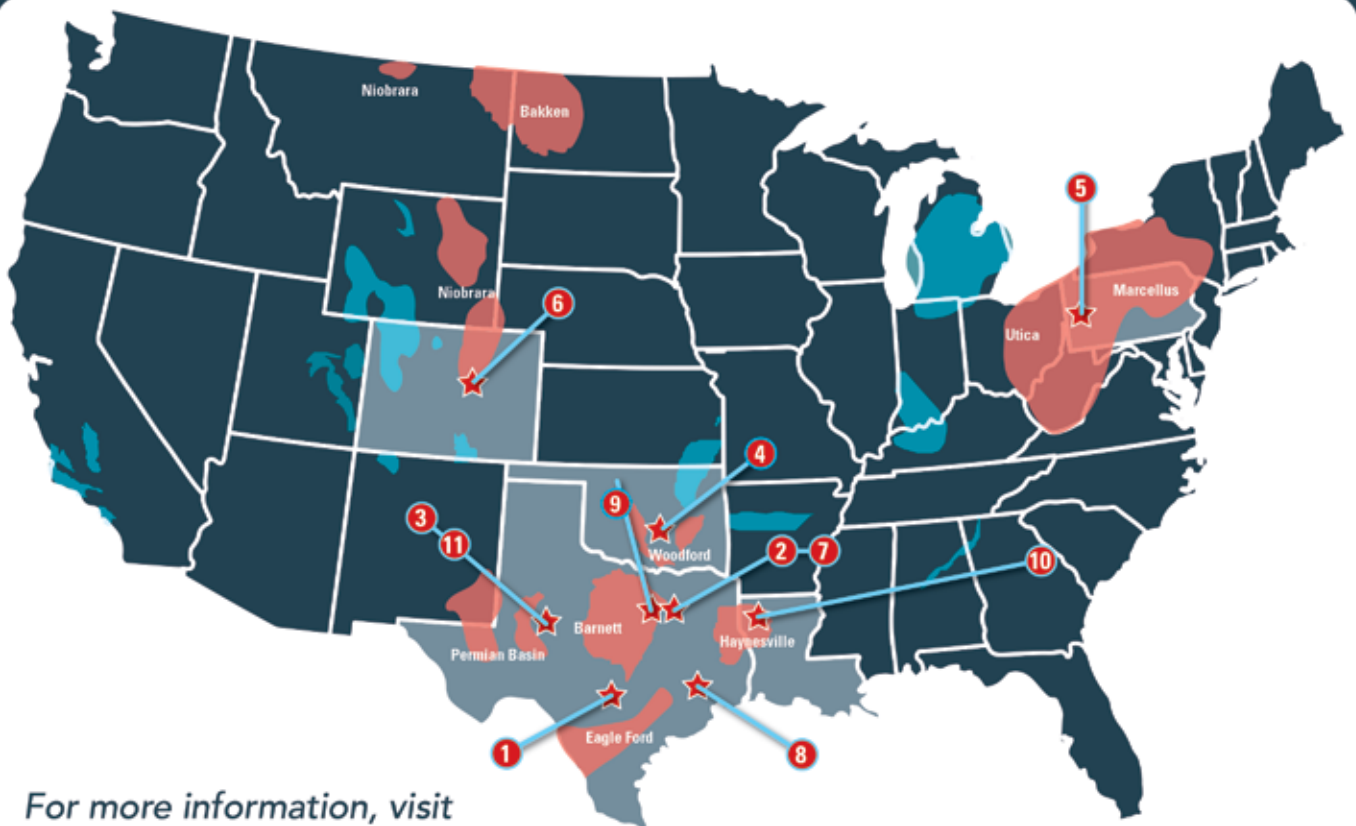 Niobrara
Bakken
5
Niobrara
Marcellus
6
Utica
4
9
3
2
7
11
Woodford
10
Barnett
Haynesville
Permian Basin
Eagle Ford
1
8
For more information, visit